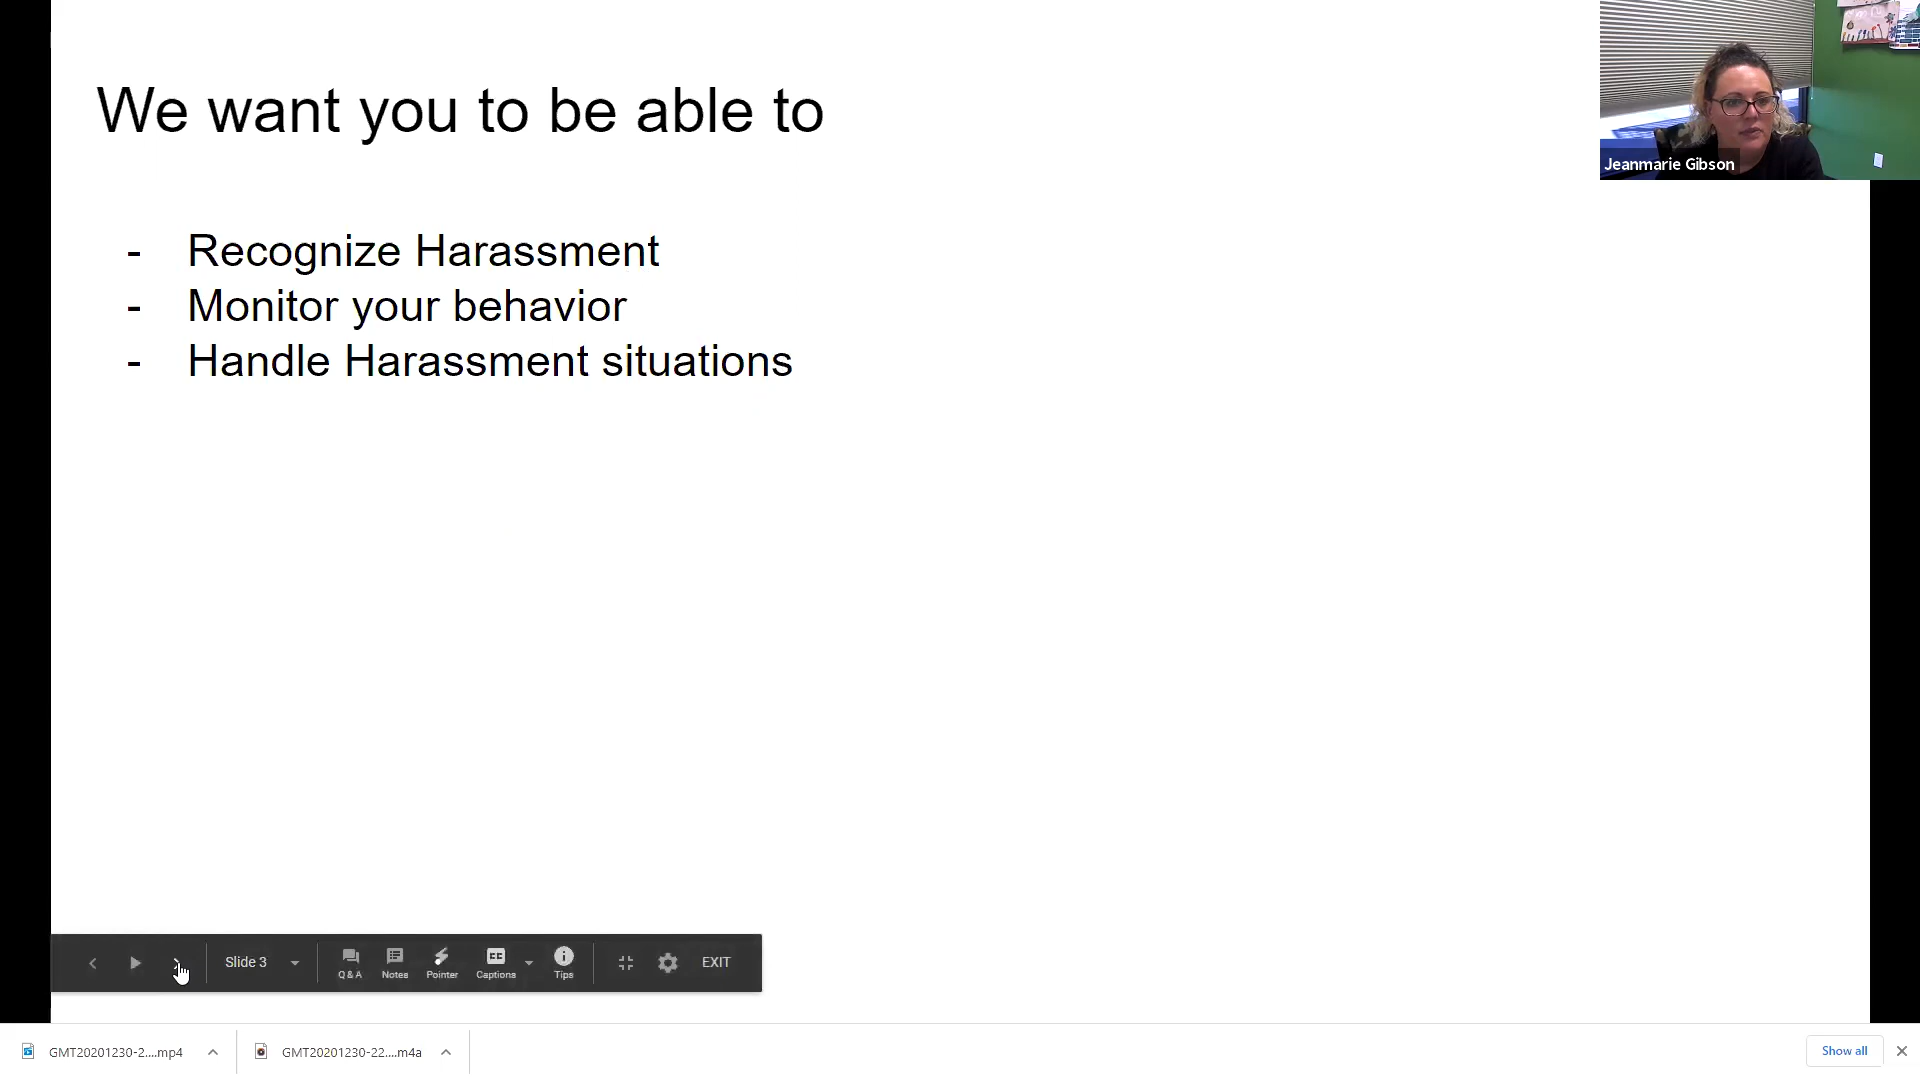 We want you to be able to
- Recognize Harassment
- Monitor your behavior
- Handle Harassment situations
Jeanmarie Gibson
Slide 3
Q & A
Notes
Pointer
Captions
Tips
EXIT
GMT20201230-2....mp4
GMT20201230-22....m4a
Show all